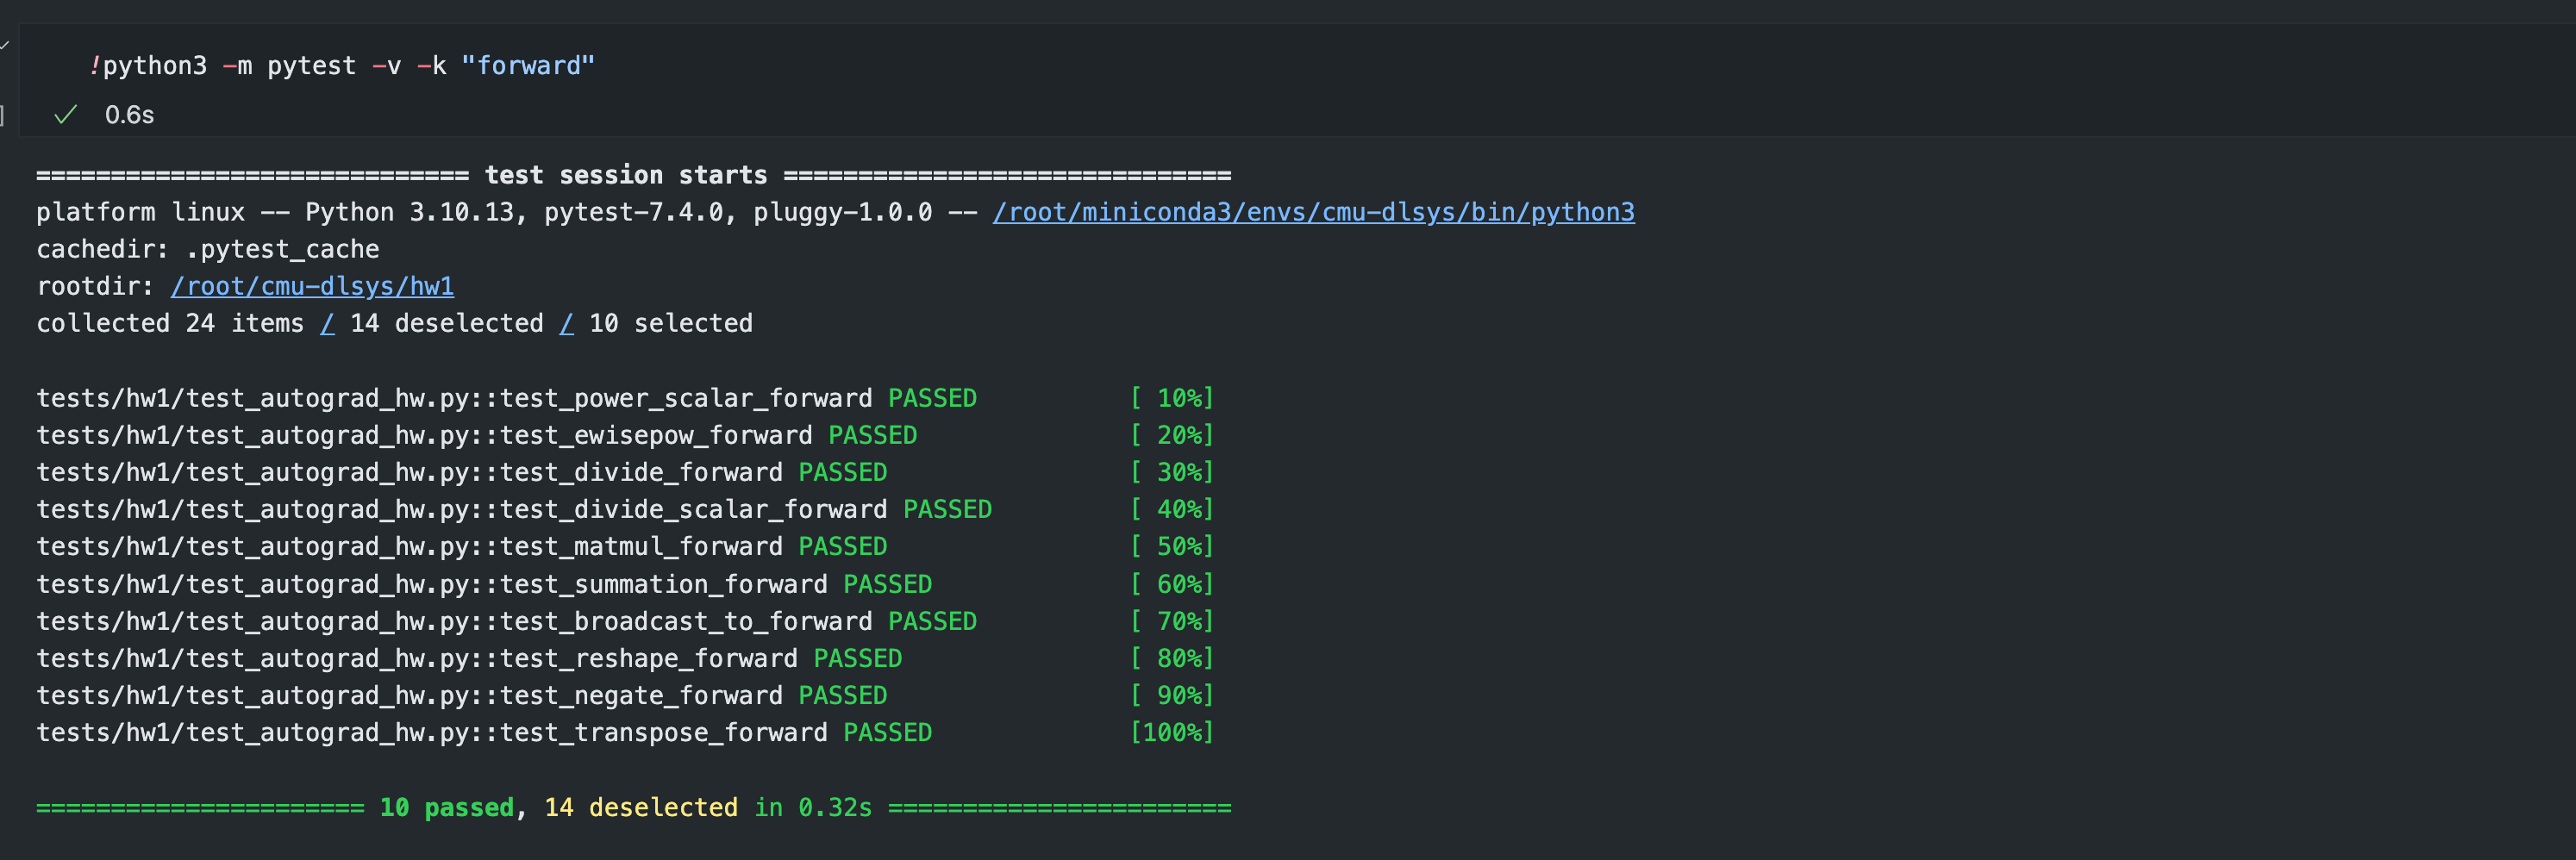 !python3 -m pytest -v -k "forward"
✓ 0.6s
============================= test session starts ==============================
platform linux -- Python 3.10.13, pytest-7.4.0, pluggy-1.0.0 -- /root/miniconda3/envs/cmu-dlsys/bin/python3
cachedir: .pytest_cache
rootdir: /root/cmu-dlsys/hw1
collected 24 items / 14 deselected / 10 selected
tests/hw1/test_autograd_hw.py::test_power_scalar_forward PASSED [ 10%]
tests/hw1/test_autograd_hw.py::test_ewisepow_forward PASSED [ 20%]
tests/hw1/test_autograd_hw.py::test_divide_forward PASSED [ 30%]
tests/hw1/test_autograd_hw.py::test_divide_scalar_forward PASSED [ 40%]
tests/hw1/test_autograd_hw.py::test_matmul_forward PASSED [ 50%]
tests/hw1/test_autograd_hw.py::test_summation_forward PASSED [ 60%]
tests/hw1/test_autograd_hw.py::test_broadcast_to_forward PASSED [ 70%]
tests/hw1/test_autograd_hw.py::test_reshape_forward PASSED [ 80%]
tests/hw1/test_autograd_hw.py::test_negate_forward PASSED [ 90%]
tests/hw1/test_autograd_hw.py::test_transpose_forward PASSED [100%]
====================== 10 passed, 14 deselected in 0.32s =======================